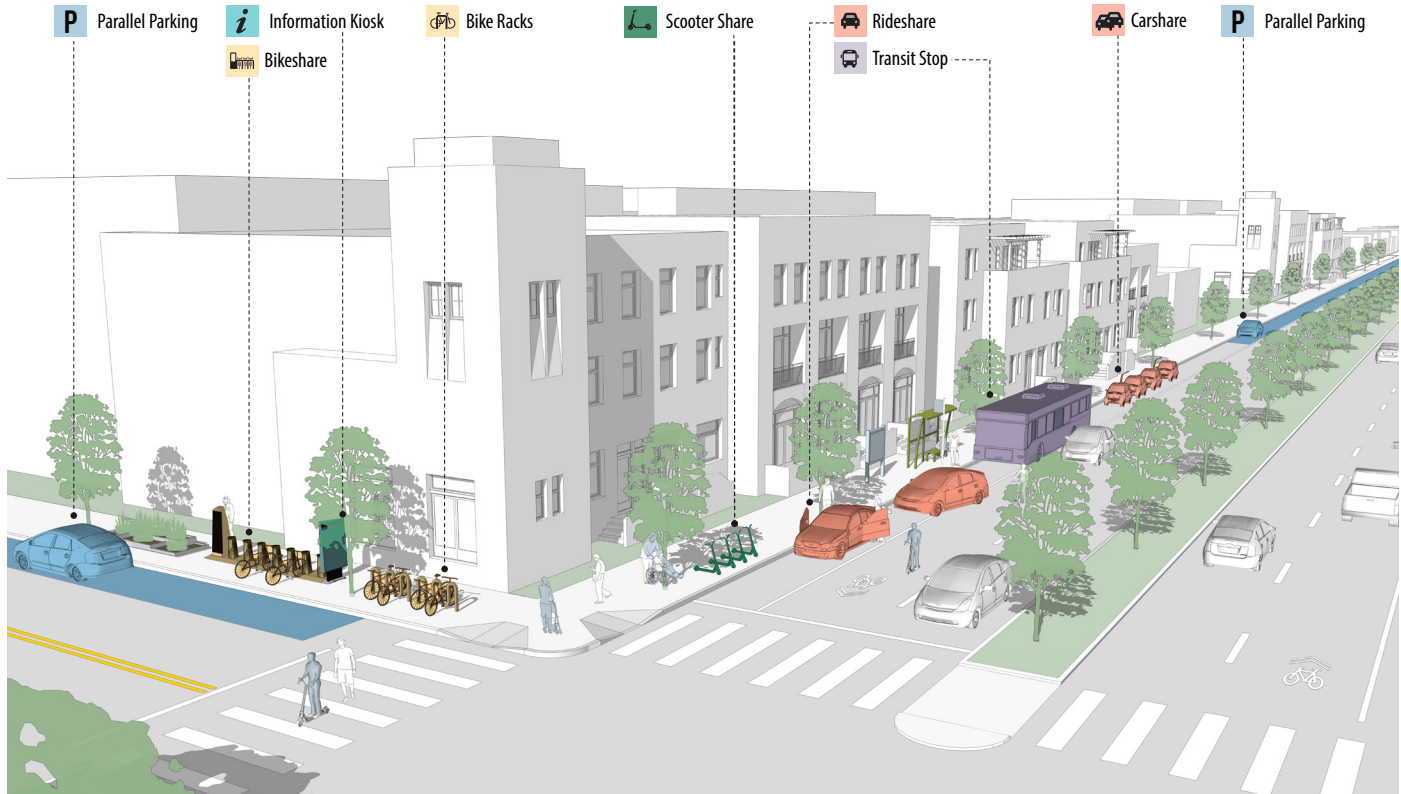 P Parallel Parking
i Information Kiosk
Bikeshare
Bike Racks
Scooter Share
Rideshare
Transit Stop
Carshare
P Parallel Parking